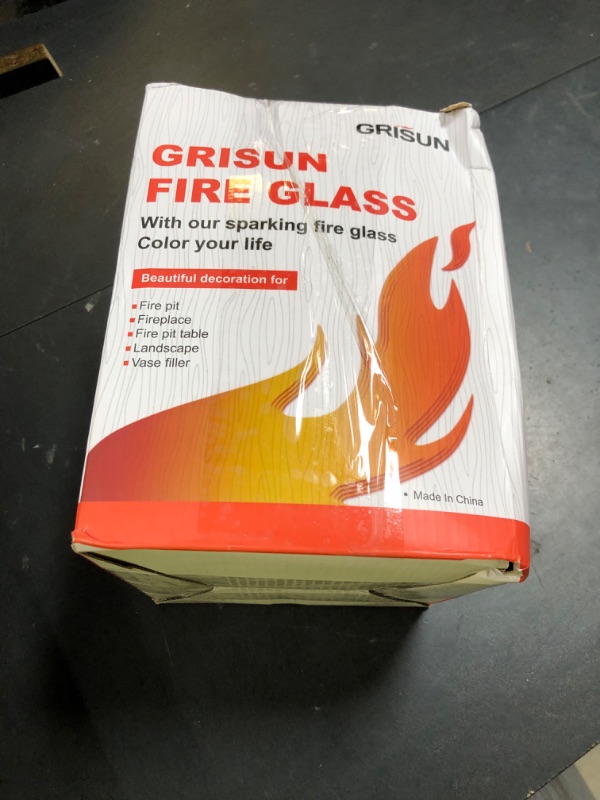 GRISUN
GRISUN
FIRE GLASS
With our sparking fire glass
Color your life
Beautiful decoration for
Fire pit
Fireplace
Fire pit table
Landscape
Vase filler
• Made In China